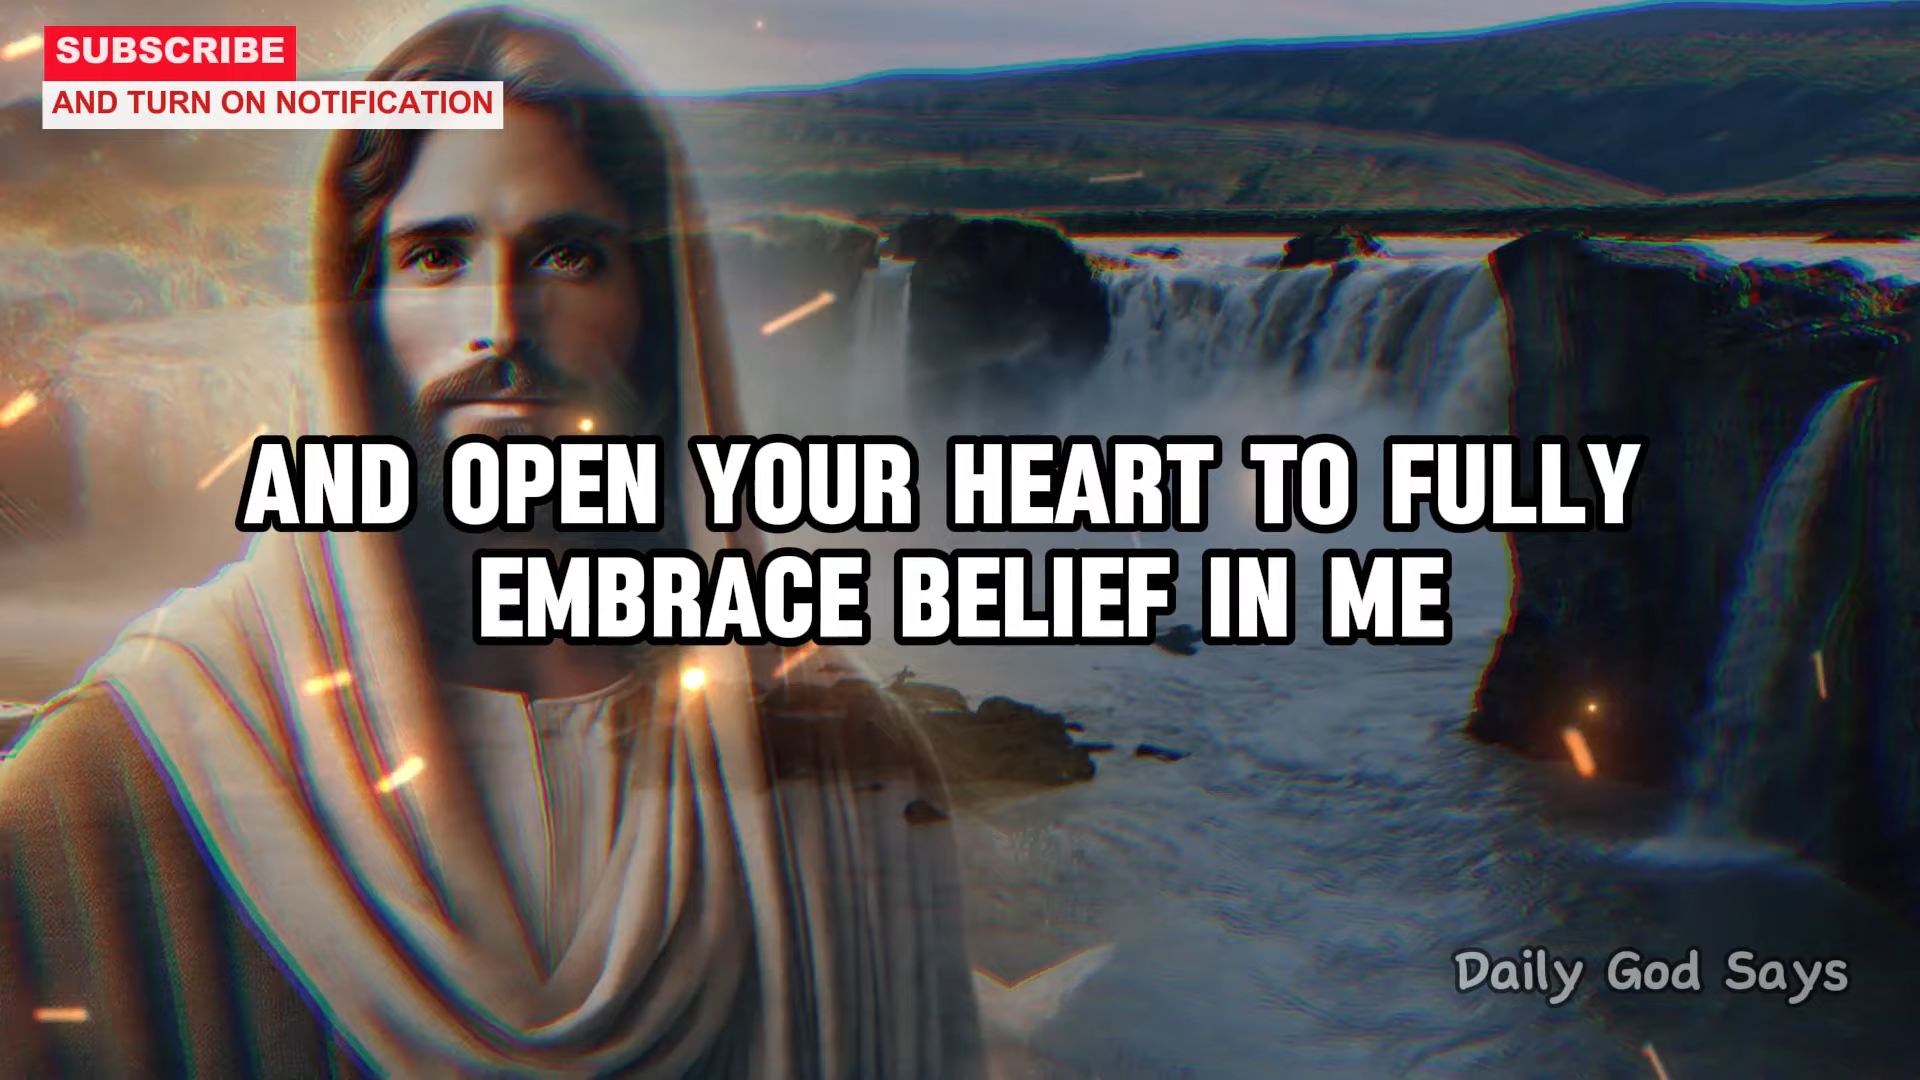 SUBSCRIBE
AND TURN ON NOTIFICATION
AND OPEN YOUR HEART TO FULLY
EMBRACE BELIEF IN ME
Daily God Says